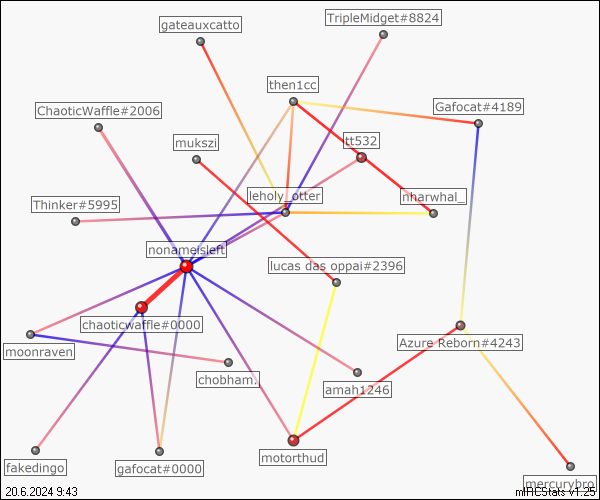 TripleMidget#8824
gateauxcatto
then1cc
ChaoticWaffle#2006
Gafocat#4189
mukszi
tt532
leholy_otter
nharwhal_
Thinker#5995
nonameisleft
lucas das oppai#2396
chaoticwaffle#0000
Azure Reborn#4243
moonraven
chobham.
amah1246
motorthud
fakedingo
gafocat#0000
mercurybro
20.6.2024 9:43
mIRCStats v1.25